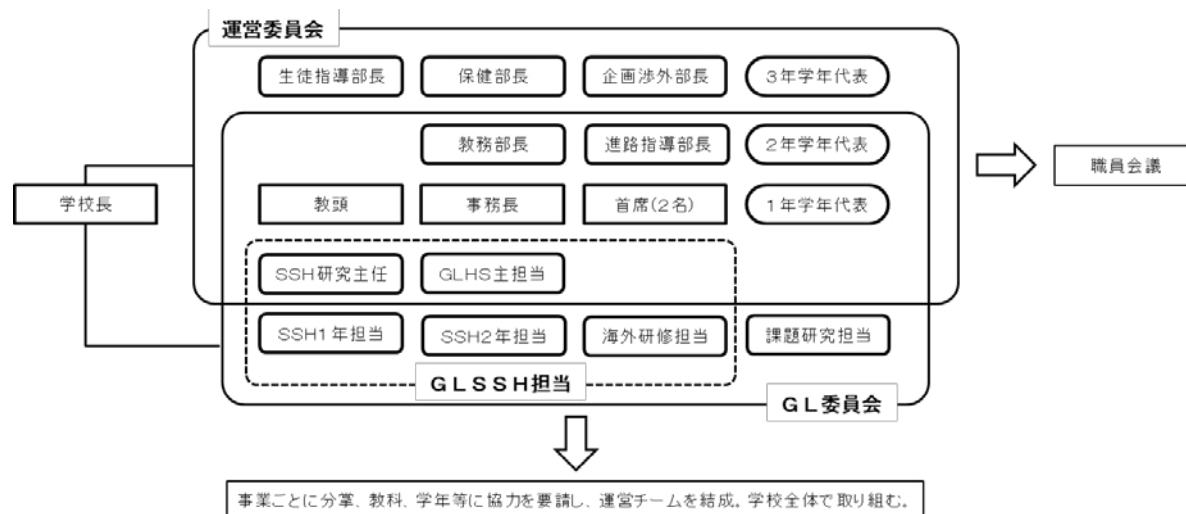 運営委員会
生徒指導部長 保健部長 企画渉外部長 3年学年代表
教務部長 進路指導部長 2年学年代表
職員会議
学校長
教頭 事務長 首席(2名) 1年学年代表
SSH研究主任 GLHS主担当
SSH1年担当 SSH2年担当 海外研修担当 課題研究担当
GLSSH担当
GL委員会
事業ごとに分掌、教科、学年等に協力を要請し、運営チームを結成。学校全体で取り組む。